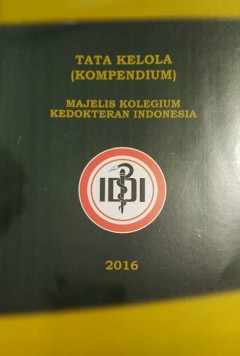 TATA KELOLA
(KOMPENDIUM)
MAJELIS KOLEGIUM
KEDOKTERAN INDONESIA
IDI
2016